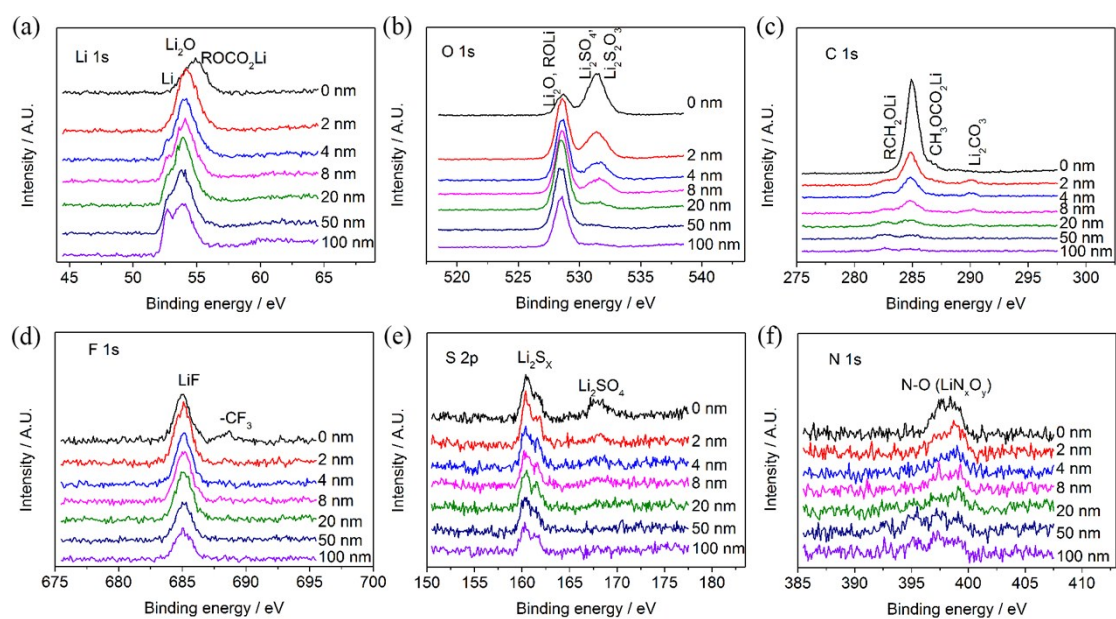 (a)
Li 1s
Li₂O
ROCO₂Li
Li
0 nm
2 nm
4 nm
8 nm
20 nm
50 nm
100 nm
Intensity / A.U.
45 50 55 60 65
Binding energy / eV
(b)
O 1s
Li₂O, ROLi
Li₂SO₄,
Li₂S₂O₃
0 nm
2 nm
4 nm
8 nm
20 nm
50 nm
100 nm
Intensity / A.U.
520 525 530 535 540
Binding energy / eV
(c)
C 1s
RCH₂OLi
CH₃OCO₂Li
Li₂CO₃
0 nm
2 nm
4 nm
8 nm
20 nm
50 nm
100 nm
Intensity / A.U.
275 280 285 290 295 300
Binding energy / eV
(d)
F 1s
LiF
-CF₃
0 nm
2 nm
4 nm
8 nm
20 nm
50 nm
100 nm
Intensity / A.U.
675 680 685 690 695 700
Binding energy / eV
(e)
S 2p
Li₂Sₓ
Li₂SO₄
0 nm
2 nm
4 nm
8 nm
20 nm
50 nm
100 nm
Intensity / A.U.
150 155 160 165 170 175 180
Binding energy / eV
(f)
N 1s
N-O (LiNₓOᵧ)
0 nm
2 nm
4 nm
8 nm
20 nm
50 nm
100 nm
Intensity / A.U.
385 390 395 400 405 410
Binding energy / eV